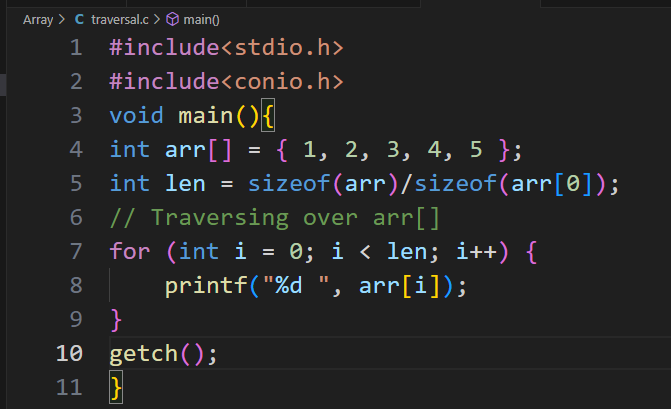 Array > C traversal.c > main()
1 #include<stdio.h>
2 #include<conio.h>
3 void main(){
4 int arr[] = { 1, 2, 3, 4, 5 };
5 int len = sizeof(arr)/sizeof(arr[0]);
6 // Traversing over arr[]
7 for (int i = 0; i < len; i++) {
8     printf("%d ", arr[i]);
9 }
10 getch();
11 }